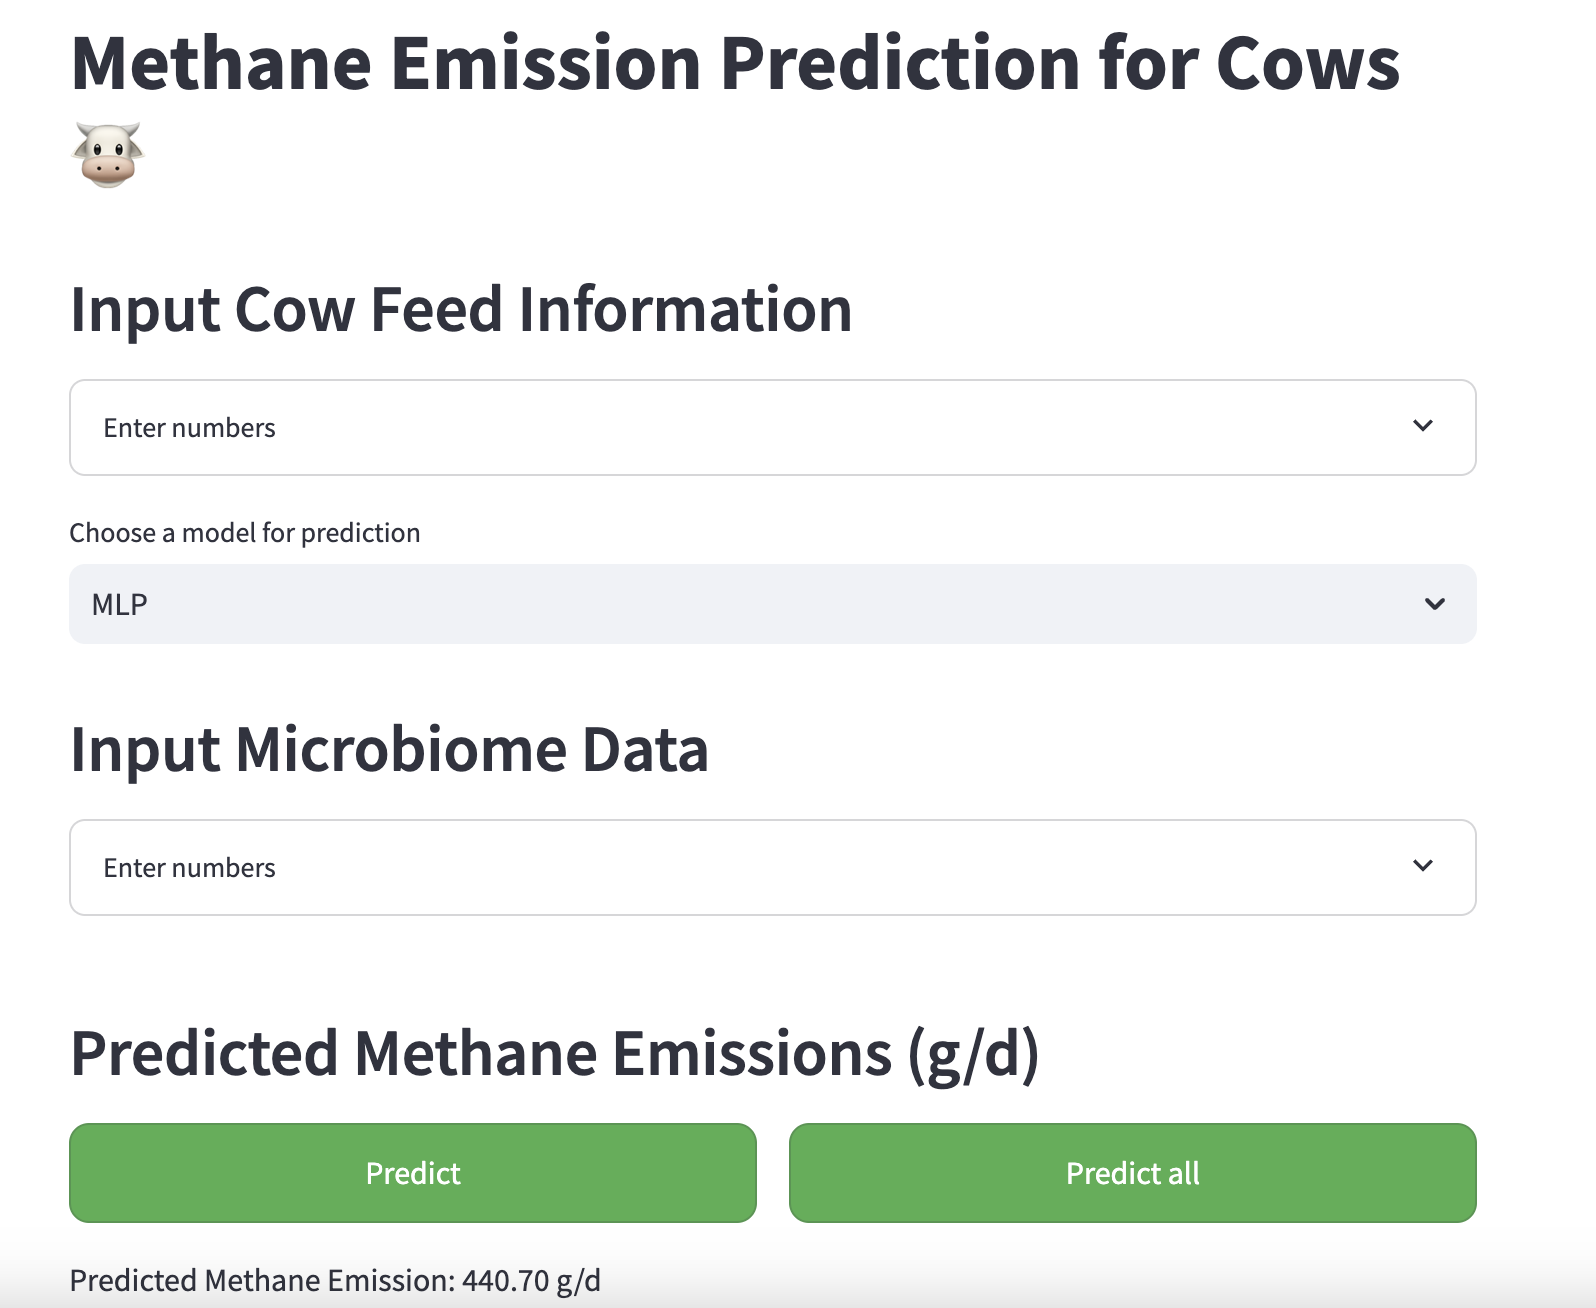 Methane Emission Prediction for Cows
Input Cow Feed Information
Enter numbers
Choose a model for prediction
MLP
Input Microbiome Data
Enter numbers
Predicted Methane Emissions (g/d)
Predict
Predict all
Predicted Methane Emission: 440.70 g/d